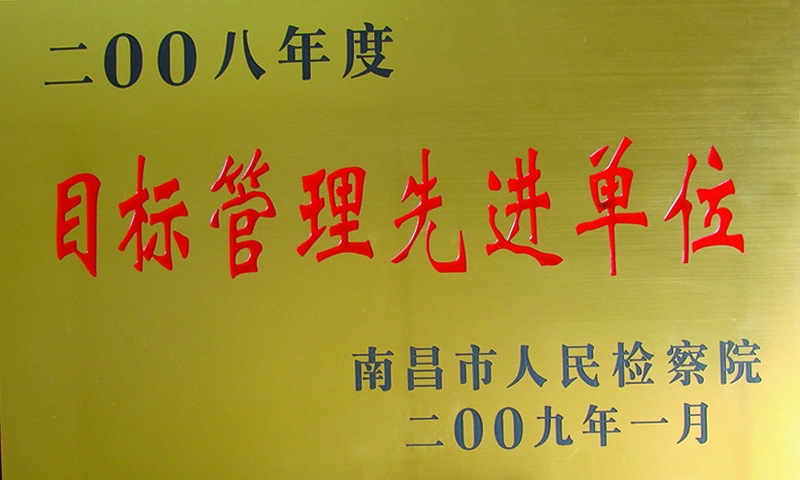 二00八年度
目标管理先进单位
南昌市人民检察院
二00九年一月